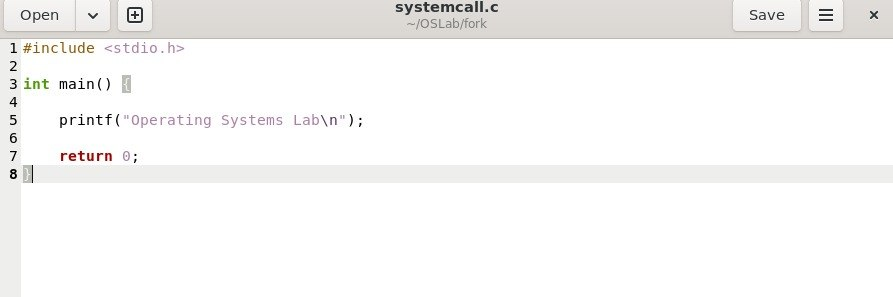 systemcall.c
Open Save
~/OSLab/fork
1 #include <stdio.h>
2
3 int main() {
4
5     printf("Operating Systems Lab\n");
6
7     return 0;
8 }